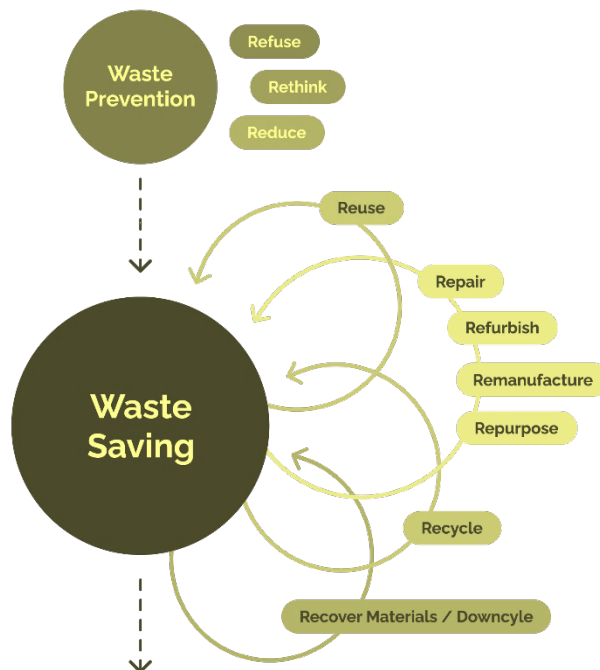 Waste
Prevention
Refuse
Rethink
Reduce
Reuse
Repair
Refurbish
Remanufacture
Repurpose
Waste
Saving
Recycle
Recover Materials / Downcyle